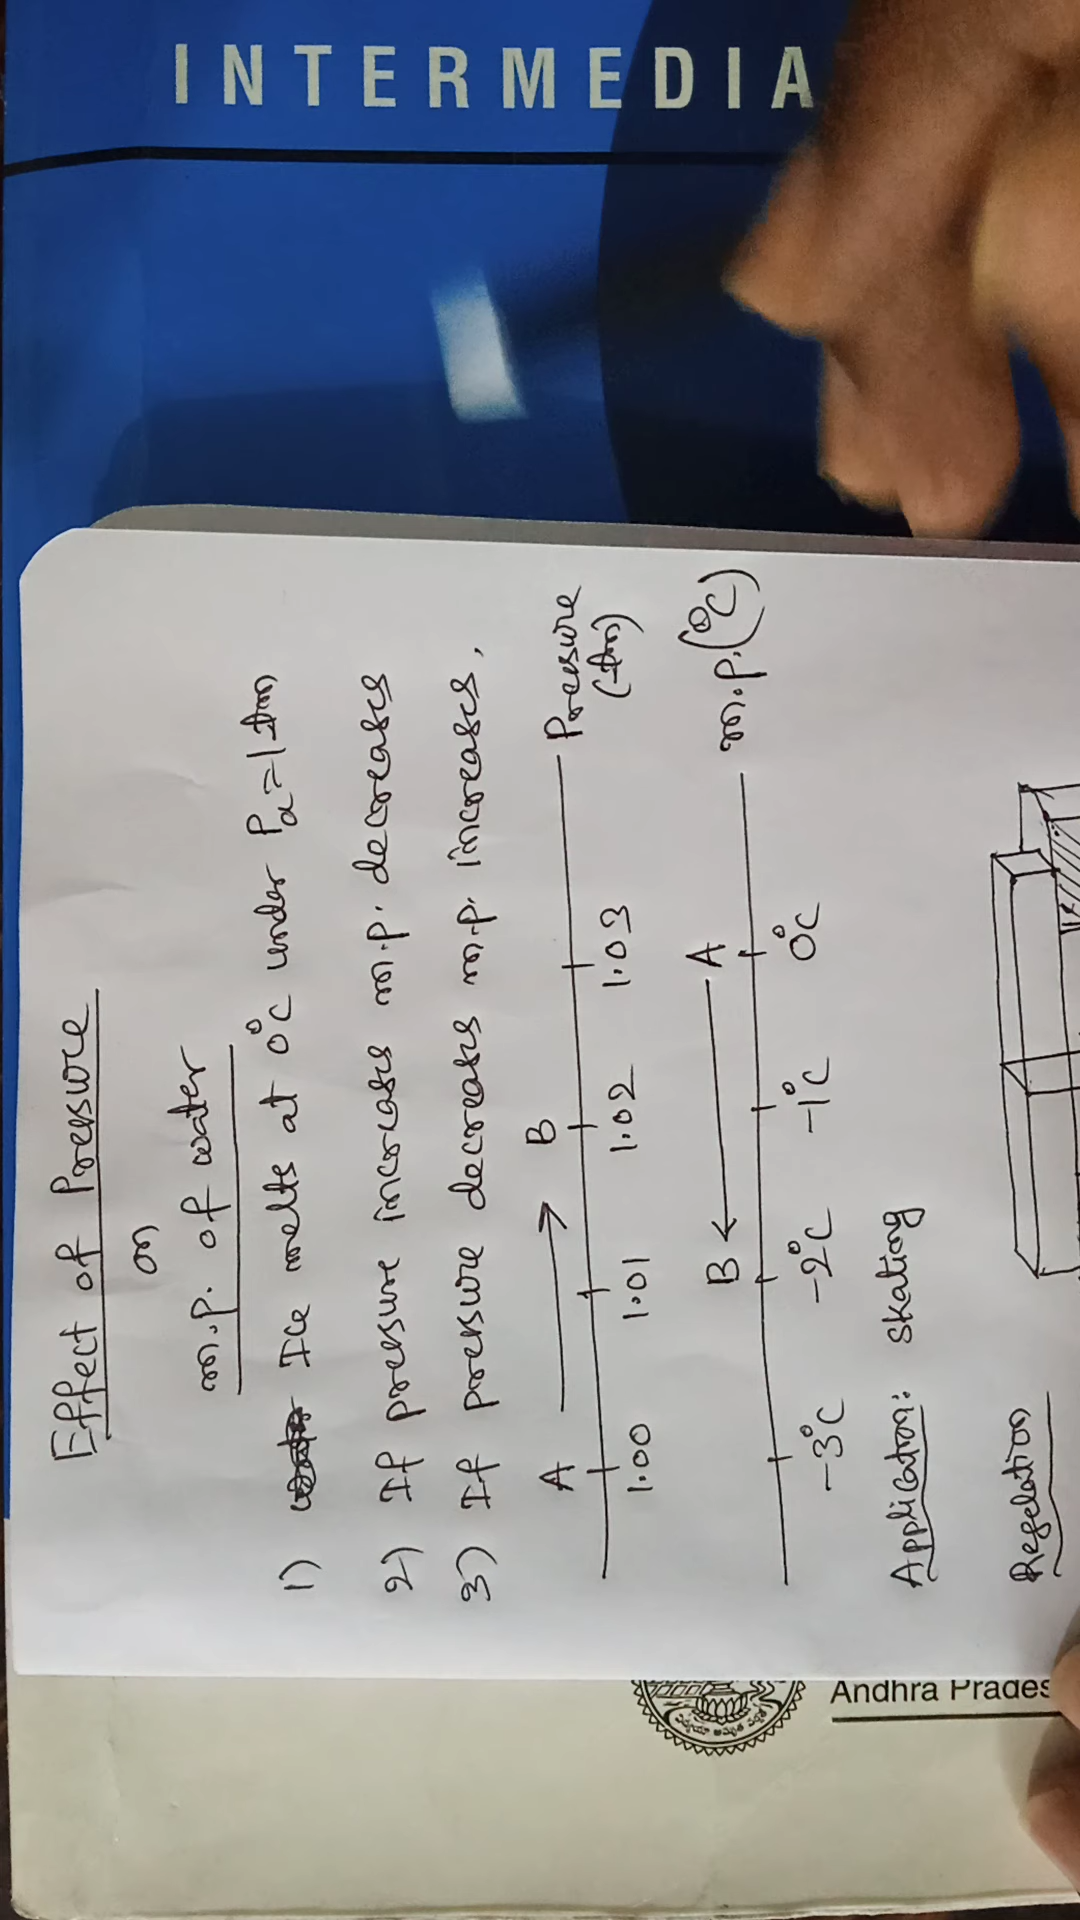 INTERMEDIA
Effect of Pressure
on
m.p. of water
1) Ice melts at 0°C under Pa=1atm
2) If pressure increases m.p. decreases
3) If pressure decreases m.p. increases,
A B Pressure
1.00 1.01 1.02 1.03 (atm)
B A m.p.(°C)
-3°C -2°C -1°C 0°C
Application: skating
Regelation
Andhra Prades